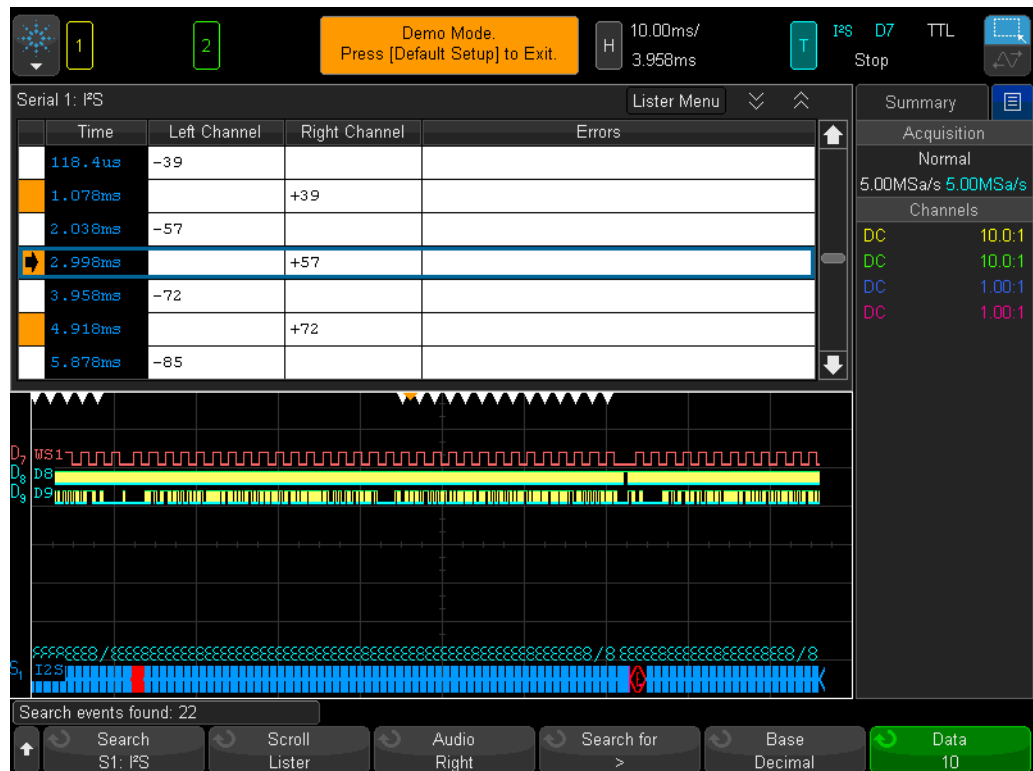 1
2
Demo Mode.
Press [Default Setup] to Exit.
H
10.00ms/
3.958ms
T
I²S D7 TTL
Stop
Serial 1: I²S
Lister Menu
Time Left Channel Right Channel Errors
118.4us -39
1.078ms +39
2.038ms -57
2.998ms +57
3.958ms -72
4.918ms +72
5.878ms -85
Summary
Acquisition
Normal
5.00MSa/s 5.00MSa/s
Channels
DC 10.0:1
DC 10.0:1
DC 1.00:1
DC 1.00:1
D7 WS1
D8 D8
D9 D9
S1 I2S
Search events found: 22
Search
S1: I²S
Scroll
Lister
Audio
Right
Search for
>
Base
Decimal
Data
10